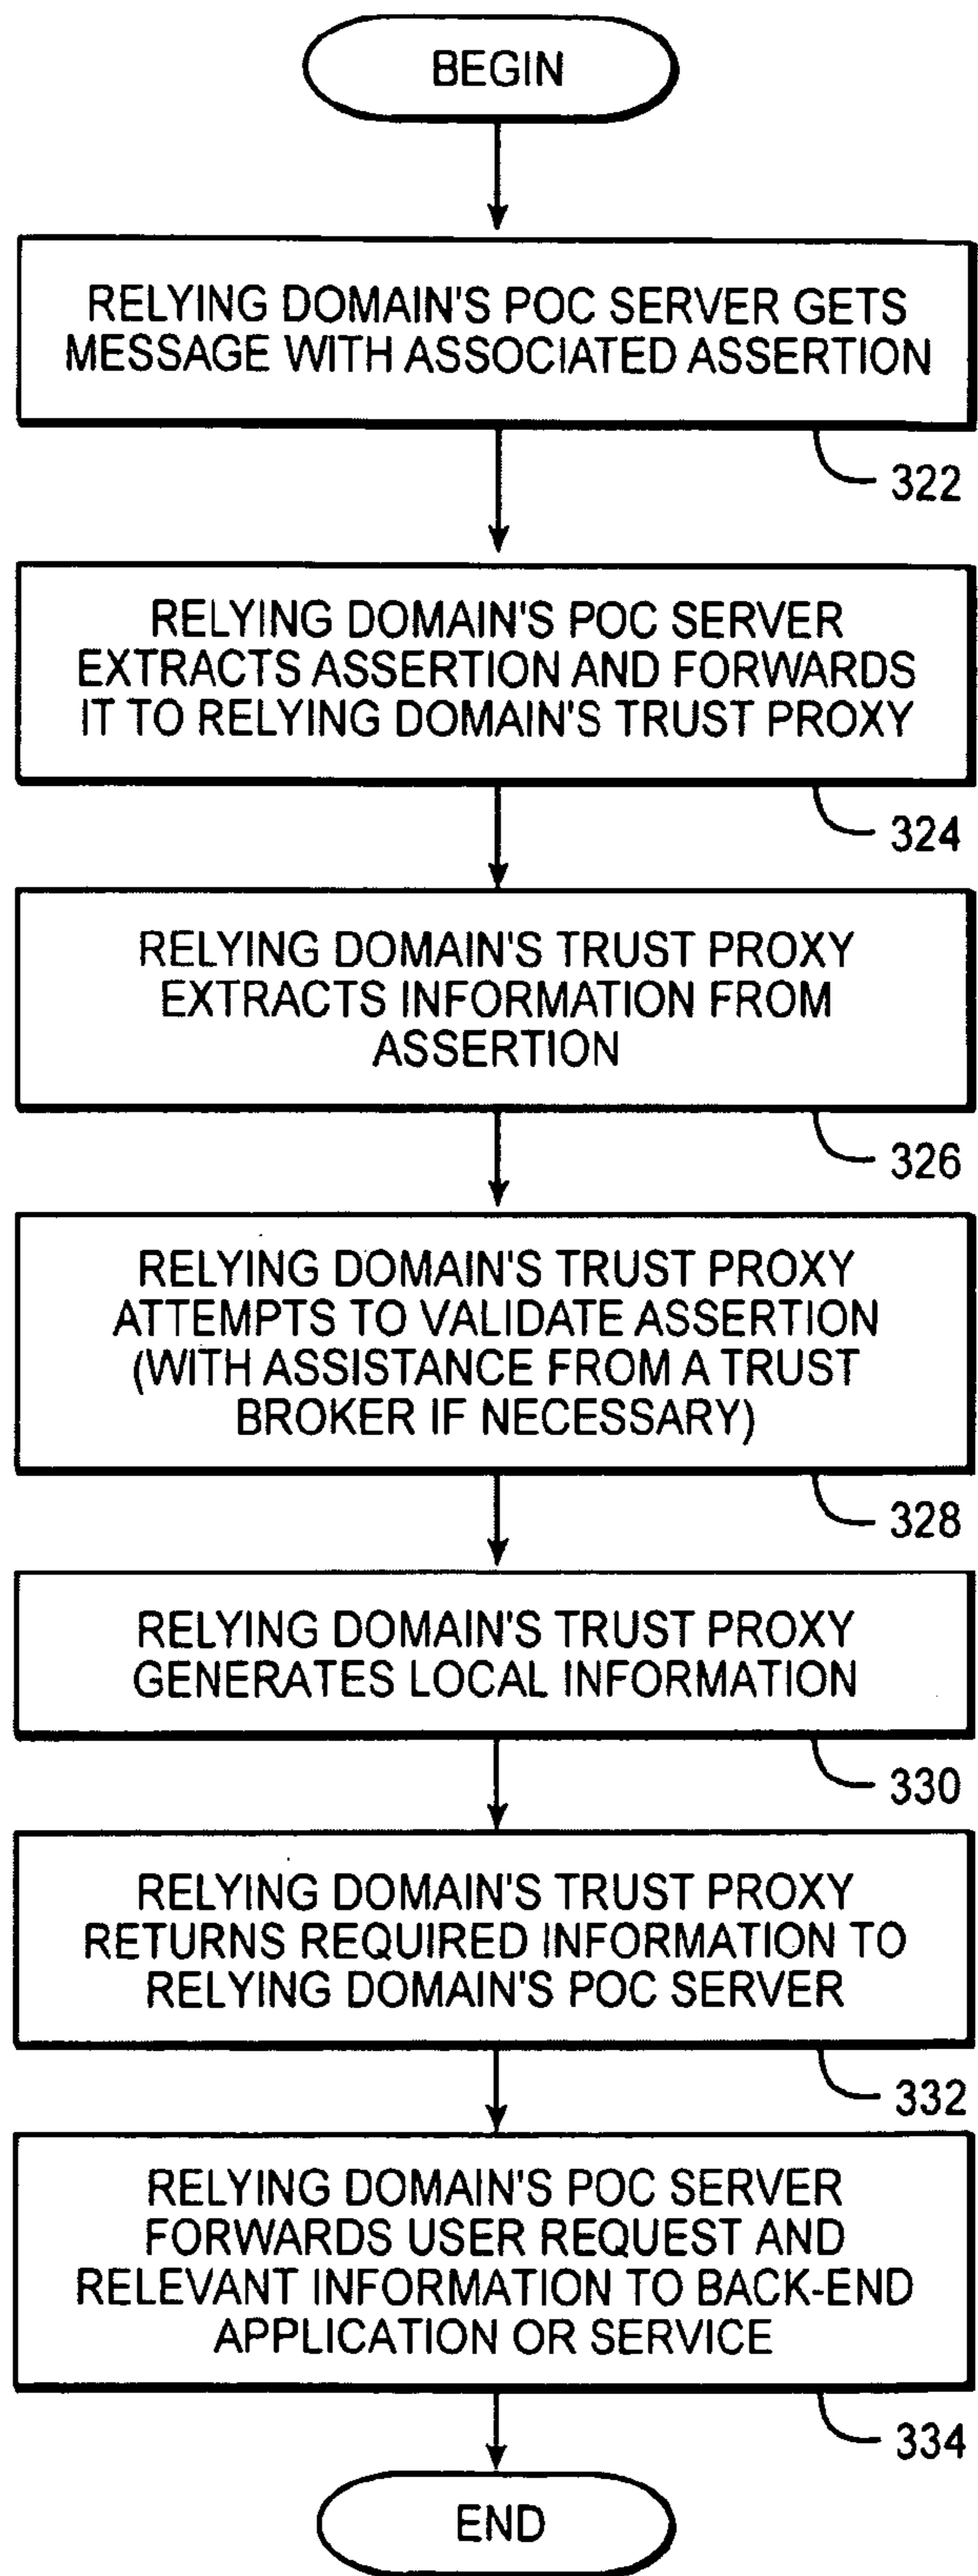 BEGIN
RELYING DOMAIN'S POC SERVER GETS
MESSAGE WITH ASSOCIATED ASSERTION
322
RELYING DOMAIN'S POC SERVER
EXTRACTS ASSERTION AND FORWARDS
IT TO RELYING DOMAIN'S TRUST PROXY
324
RELYING DOMAIN'S TRUST PROXY
EXTRACTS INFORMATION FROM
ASSERTION
326
RELYING DOMAIN'S TRUST PROXY
ATTEMPTS TO VALIDATE ASSERTION
(WITH ASSISTANCE FROM A TRUST
BROKER IF NECESSARY)
328
RELYING DOMAIN'S TRUST PROXY
GENERATES LOCAL INFORMATION
330
RELYING DOMAIN'S TRUST PROXY
RETURNS REQUIRED INFORMATION TO
RELYING DOMAIN'S POC SERVER
332
RELYING DOMAIN'S POC SERVER
FORWARDS USER REQUEST AND
RELEVANT INFORMATION TO BACK-END
APPLICATION OR SERVICE
334
END